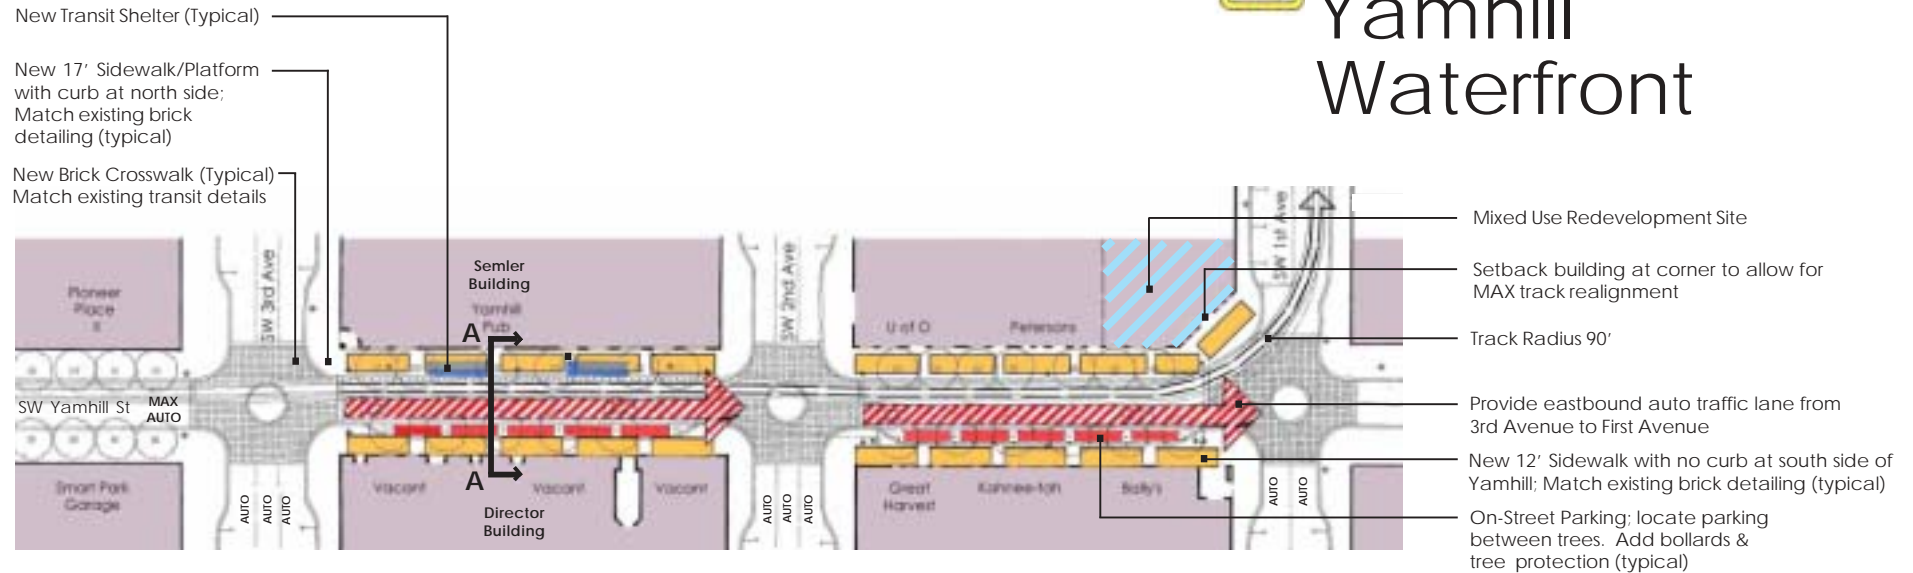 Yamhill
Waterfront
New Transit Shelter (Typical)
New 17' Sidewalk/Platform
with curb at north side;
Match existing brick
detailing (typical)
New Brick Crosswalk (Typical)
Match existing transit details
Mixed Use Redevelopment Site
Setback building at corner to allow for
MAX track realignment
Track Radius 90'
Provide eastbound auto traffic lane from
3rd Avenue to First Avenue
New 12' Sidewalk with no curb at south side of
Yamhill; Match existing brick detailing (typical)
On-Street Parking; locate parking
between trees. Add bollards &
tree protection (typical)
SW 3rd Ave
SW 2nd Ave
SW 1st Ave
Pioneer
Place
II
Semler
Building
Yamhill
Pub
A
U of O
Petersons
SW Yamhill St
MAX
AUTO
Smart Park
Garage
Vacant
A
Vacant
Vacant
Director
Building
Great
Harvest
Kahnee-tah
Bally's
AUTO
AUTO
AUTO
AUTO
AUTO
AUTO
AUTO
AUTO